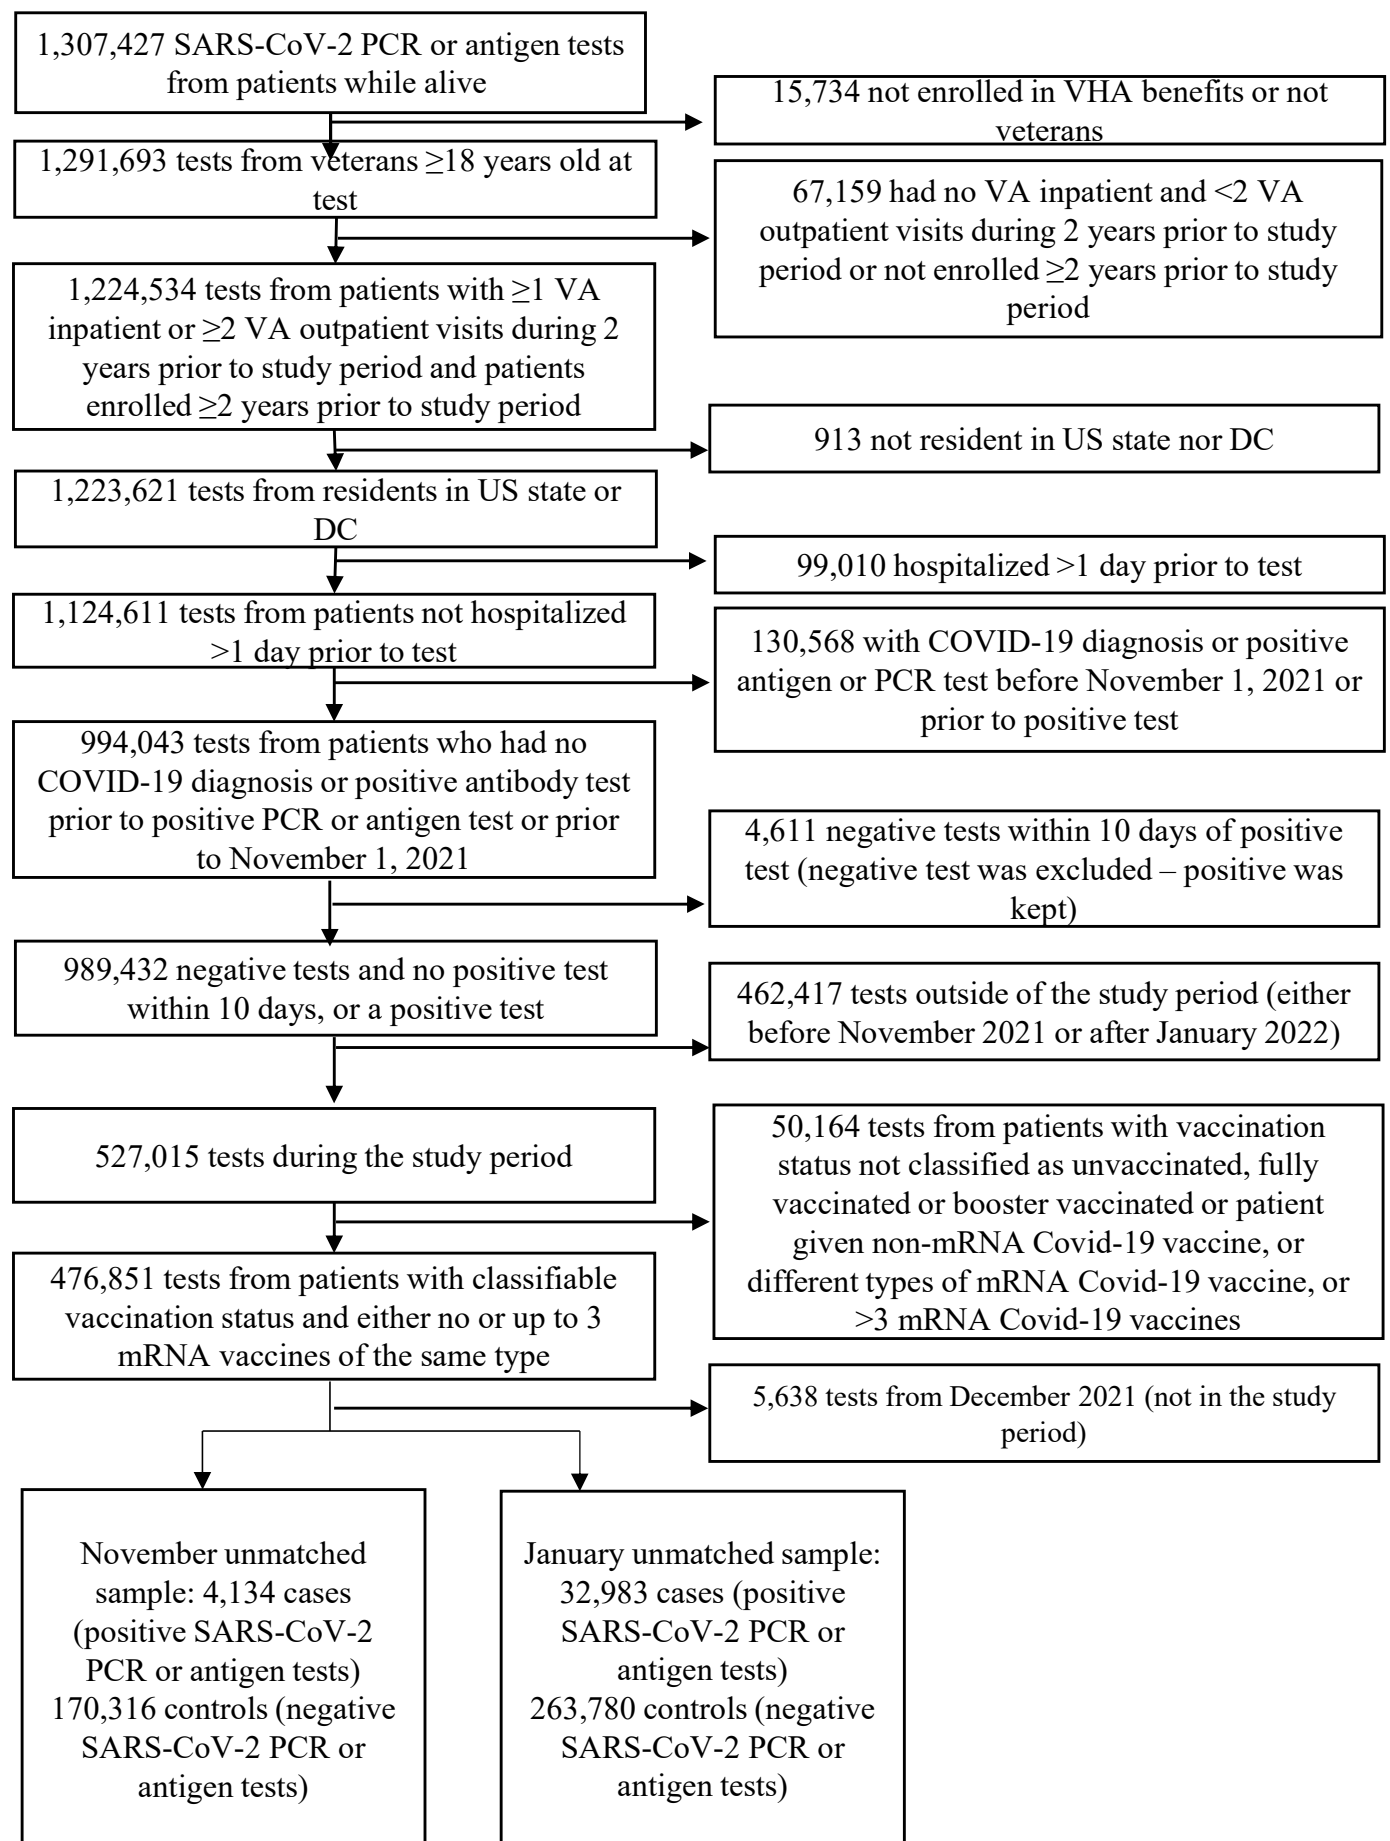 1,307,427 SARS-CoV-2 PCR or antigen tests
from patients while alive
15,734 not enrolled in VHA benefits or not
veterans
1,291,693 tests from veterans ≥18 years old at
test
67,159 had no VA inpatient and <2 VA
outpatient visits during 2 years prior to study
period or not enrolled ≥2 years prior to study
period
1,224,534 tests from patients with ≥1 VA
inpatient or ≥2 VA outpatient visits during 2
years prior to study period and patients
enrolled ≥2 years prior to study period
913 not resident in US state nor DC
1,223,621 tests from residents in US state or
DC
99,010 hospitalized >1 day prior to test
1,124,611 tests from patients not hospitalized
>1 day prior to test
130,568 with COVID-19 diagnosis or positive
antigen or PCR test before November 1, 2021 or
prior to positive test
994,043 tests from patients who had no
COVID-19 diagnosis or positive antibody test
prior to positive PCR or antigen test or prior
to November 1, 2021
4,611 negative tests within 10 days of positive
test (negative test was excluded – positive was
kept)
989,432 negative tests and no positive test
within 10 days, or a positive test
462,417 tests outside of the study period (either
before November 2021 or after January 2022)
527,015 tests during the study period
50,164 tests from patients with vaccination
status not classified as unvaccinated, fully
vaccinated or booster vaccinated or patient
given non-mRNA Covid-19 vaccine, or
different types of mRNA Covid-19 vaccine, or
>3 mRNA Covid-19 vaccines
476,851 tests from patients with classifiable
vaccination status and either no or up to 3
mRNA vaccines of the same type
5,638 tests from December 2021 (not in the study
period)
November unmatched
sample: 4,134 cases
(positive SARS-CoV-2
PCR or antigen tests)
170,316 controls (negative
SARS-CoV-2 PCR or
antigen tests)
January unmatched sample:
32,983 cases (positive
SARS-CoV-2 PCR or
antigen tests)
263,780 controls (negative
SARS-CoV-2 PCR or
antigen tests)